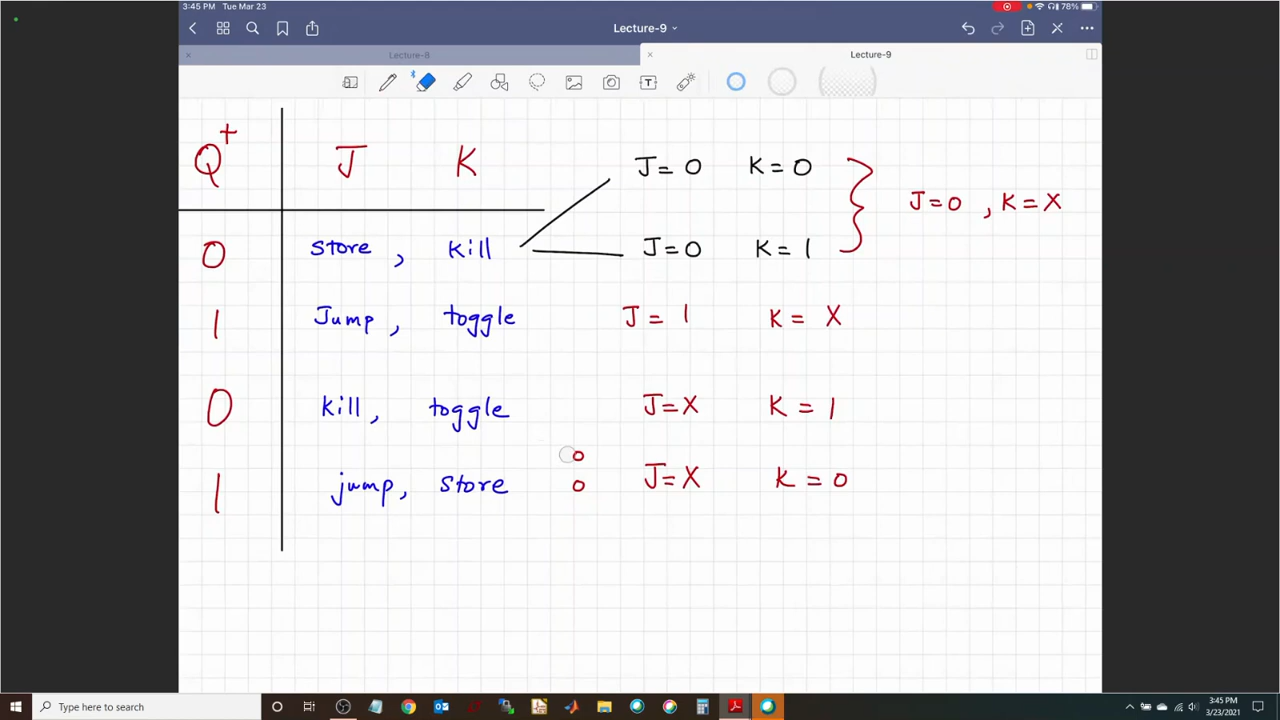 3:45 PM Tue Mar 23 78%
Lecture-9
Lecture-8 Lecture-9
Q+ J K J=0 K=0
J=0, K=X
0 Store, Kill J=0 K=1
1 Jump, toggle J=1 K=X
0 kill, toggle J=X K=1
0
1 jump, Store 0 J=X K=0
Type here to search
3:45 PM
3/23/2021